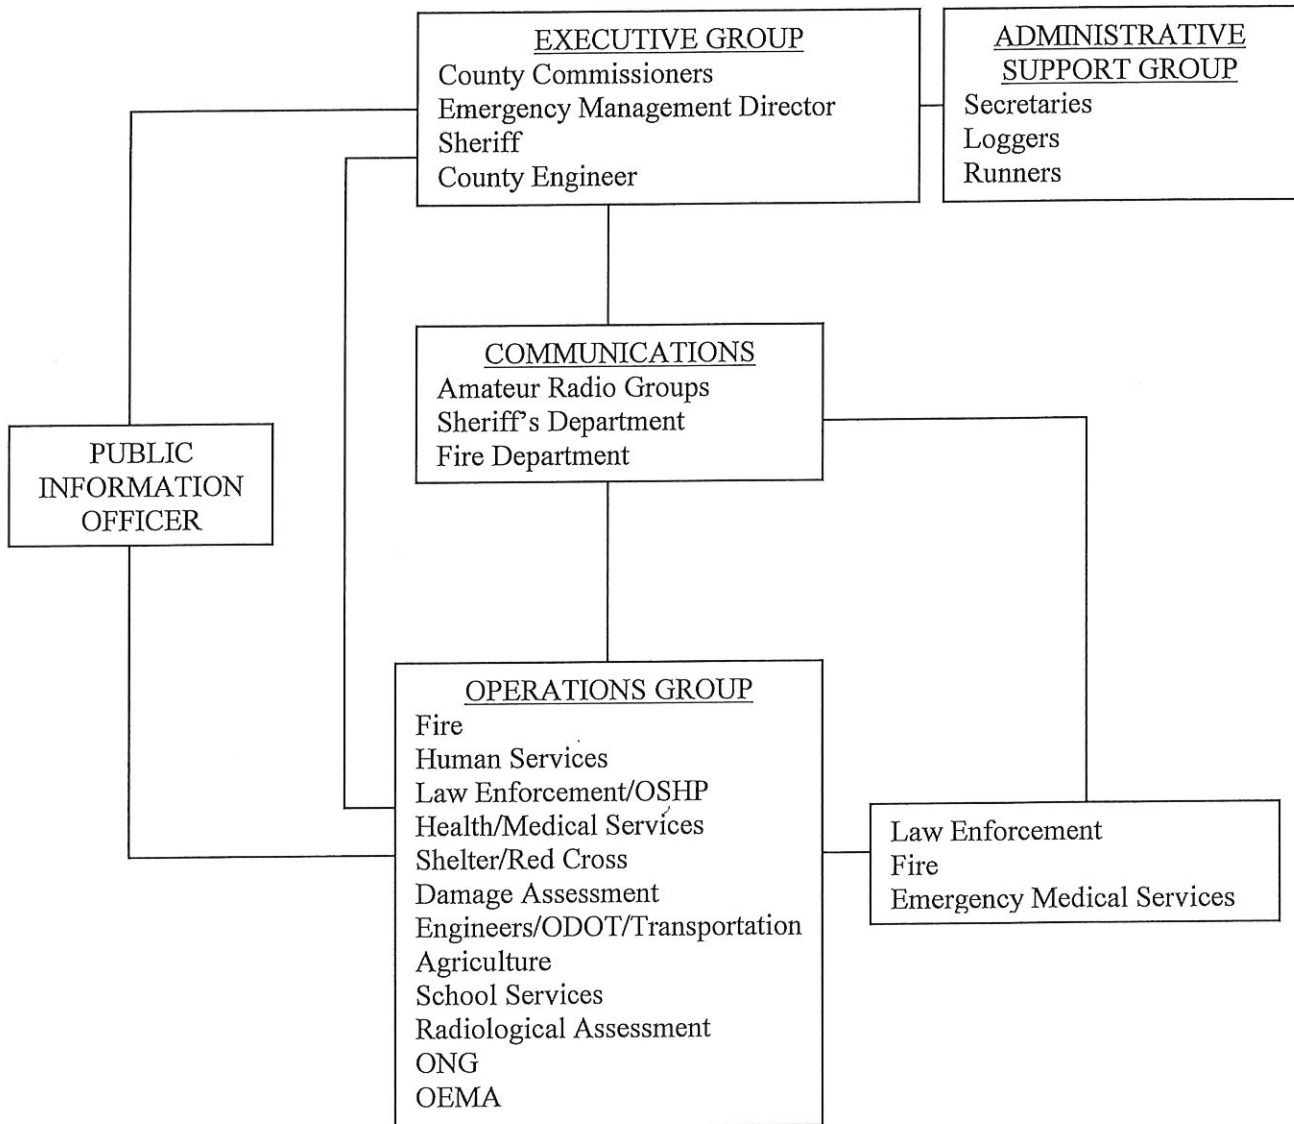 EXECUTIVE GROUP
County Commissioners
Emergency Management Director
Sheriff
County Engineer
ADMINISTRATIVE
SUPPORT GROUP
Secretaries
Loggers
Runners
COMMUNICATIONS
Amateur Radio Groups
Sheriff's Department
Fire Department
PUBLIC
INFORMATION
OFFICER
OPERATIONS GROUP
Fire
Human Services
Law Enforcement/OSHP
Health/Medical Services
Shelter/Red Cross
Damage Assessment
Engineers/ODOT/Transportation
Agriculture
School Services
Radiological Assessment
ONG
OEMA
Law Enforcement
Fire
Emergency Medical Services